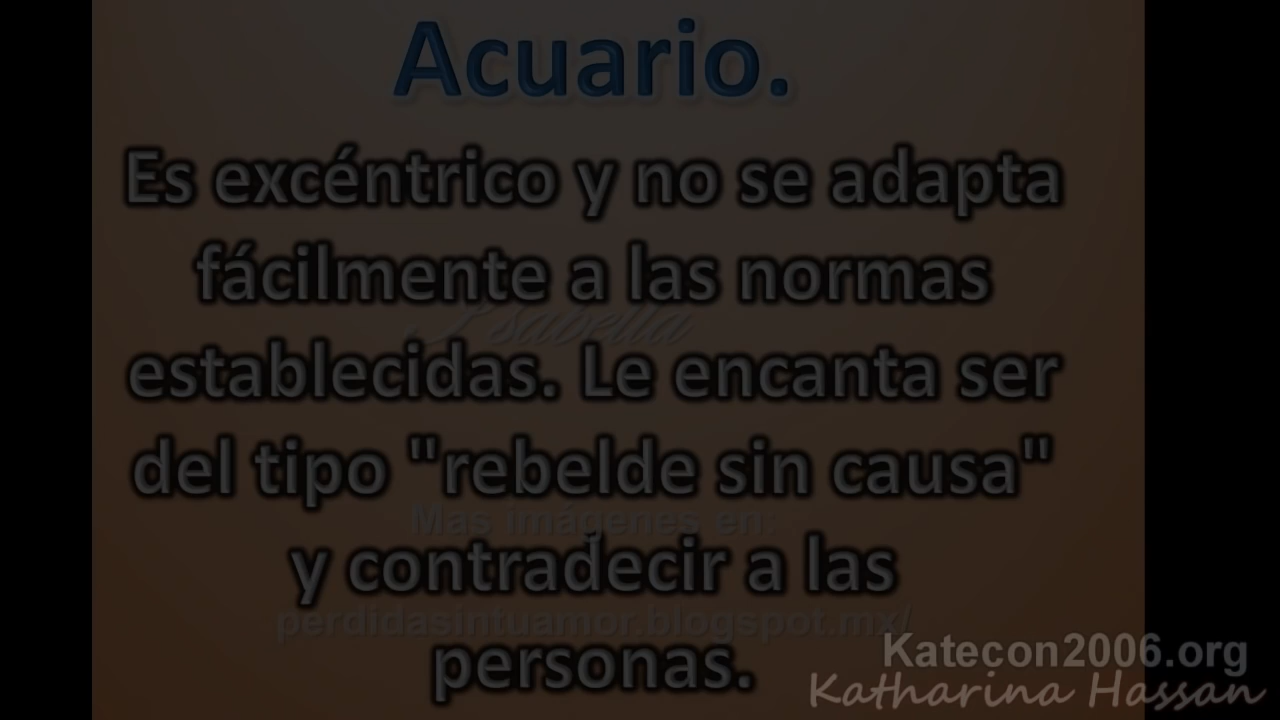 Acuario.
Es excéntrico y no se adapta
fácilmente a las normas
Ysabella
establecidas. Le encanta ser
del tipo "rebelde sin causa"
Mas imágenes en:
y contradecir a las
perdidasintuamor.blogspot.mx/
personas.
Katecon2006.org
Katharina Hassan